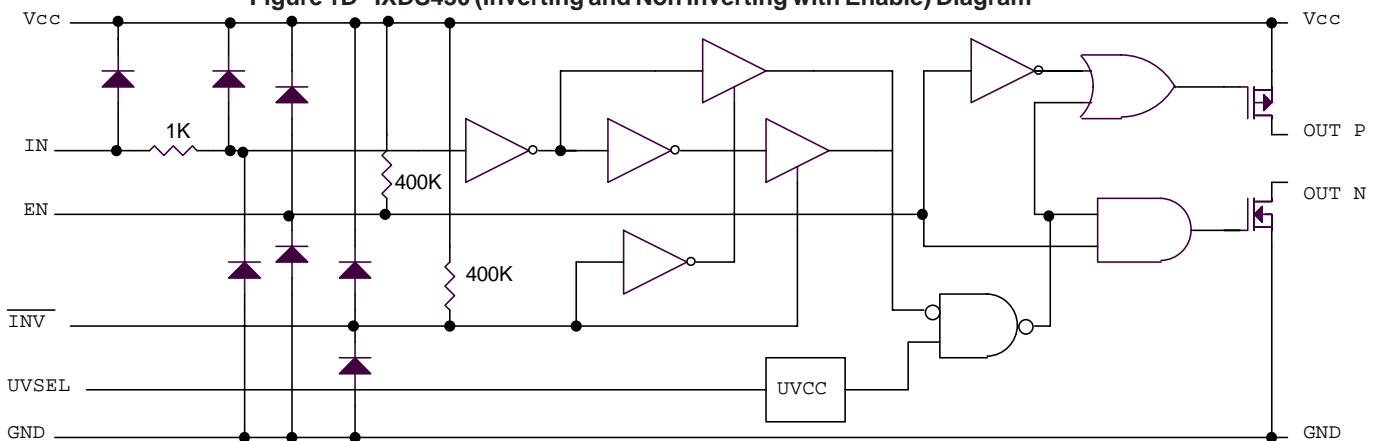 Figure 1D - IXDS430 (Inverting and Non Inverting with Enable) Diagram
Vcc
Vcc
1K
IN
OUT P
400K
OUT N
EN
400K
INV
UVSEL
UVCC
GND
GND